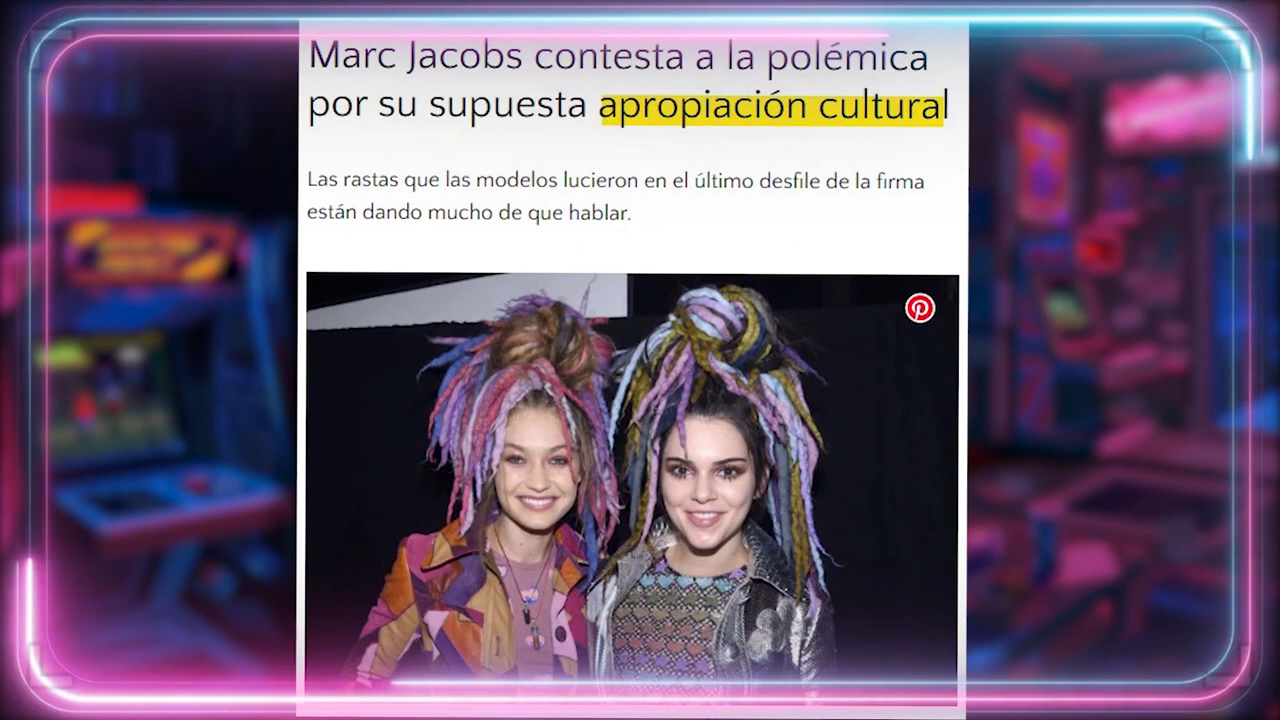 Marc Jacobs contesta a la polémica
por su supuesta apropiación cultural
Las rastas que las modelos lucieron en el último desfile de la firma
están dando mucho de que hablar.